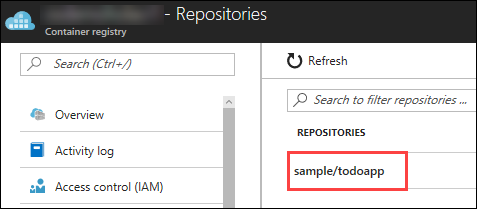 - Repositories
Container registry
Search (Ctrl+/)
Overview
Activity log
Access control (IAM)
Refresh
Search to filter repositories ...
REPOSITORIES
sample/todoapp